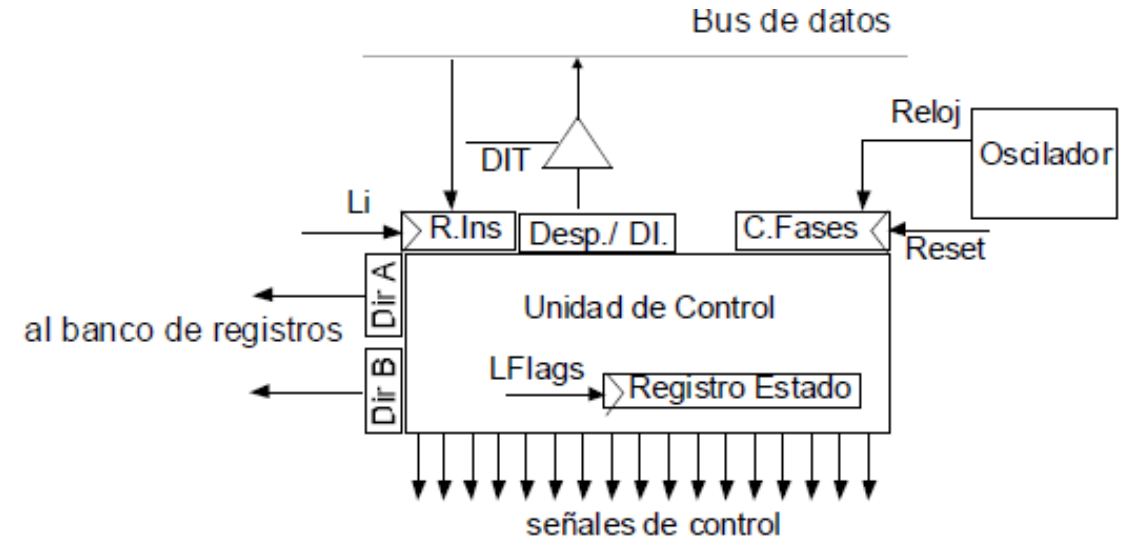 Bus de datos
Reloj
Oscilador
DIT
Li
R.Ins
Desp./ DI.
C.Fases
Reset
Dir A
Unidad de Control
al banco de registros
LFlags
Dir B
Registro Estado
señales de control